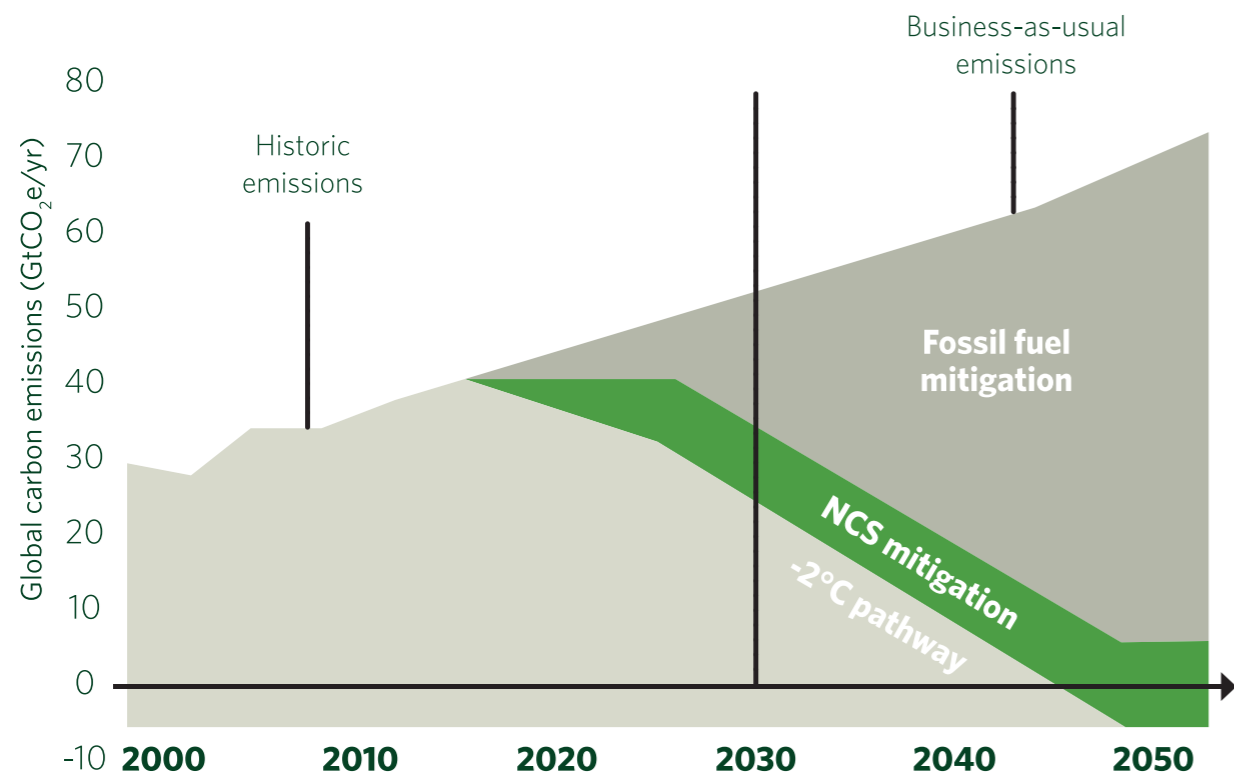 Business-as-usual
emissions
Historic
emissions
Global carbon emissions (GtCO₂e/yr)
80
70
60
50
40
30
20
10
0
-10
Fossil fuel
mitigation
NCS mitigation
-2°C pathway
2000 2010 2020 2030 2040 2050